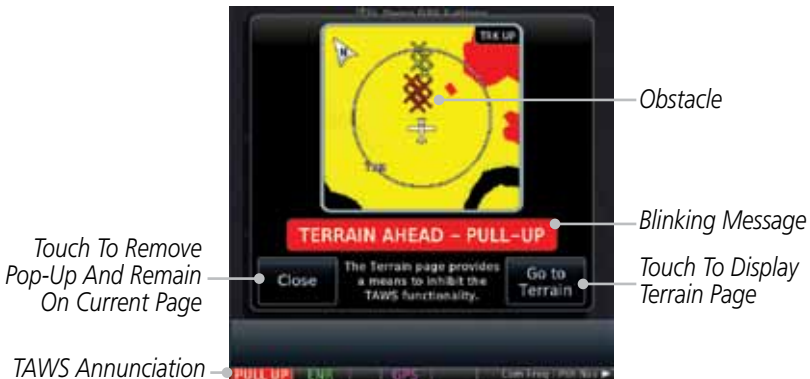 N
TRK UP
Obstacle
TERRAIN AHEAD – PULL-UP
Blinking Message
Touch To Remove
Pop-Up And Remain
On Current Page
Close
The Terrain page provides
a means to inhibit the
TAWS functionality.
Go to
Terrain
Touch To Display
Terrain Page
TAWS Annunciation
PULL UP
ENR
GPS